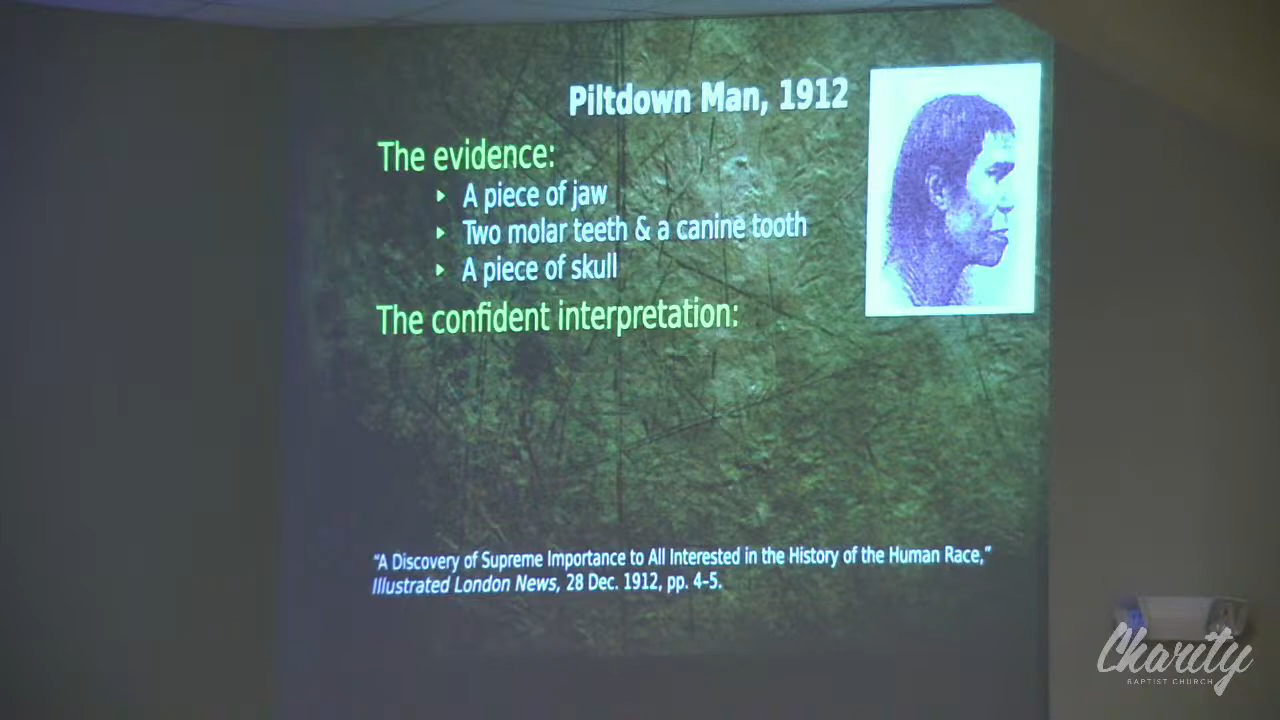 Piltdown Man, 1912
The evidence:
A piece of jaw
Two molar teeth & a canine tooth
A piece of skull
The confident interpretation:
“A Discovery of Supreme Importance to All Interested in the History of the Human Race,”
Illustrated London News, 28 Dec. 1912, pp. 4–5.
Charity
BAPTIST CHURCH